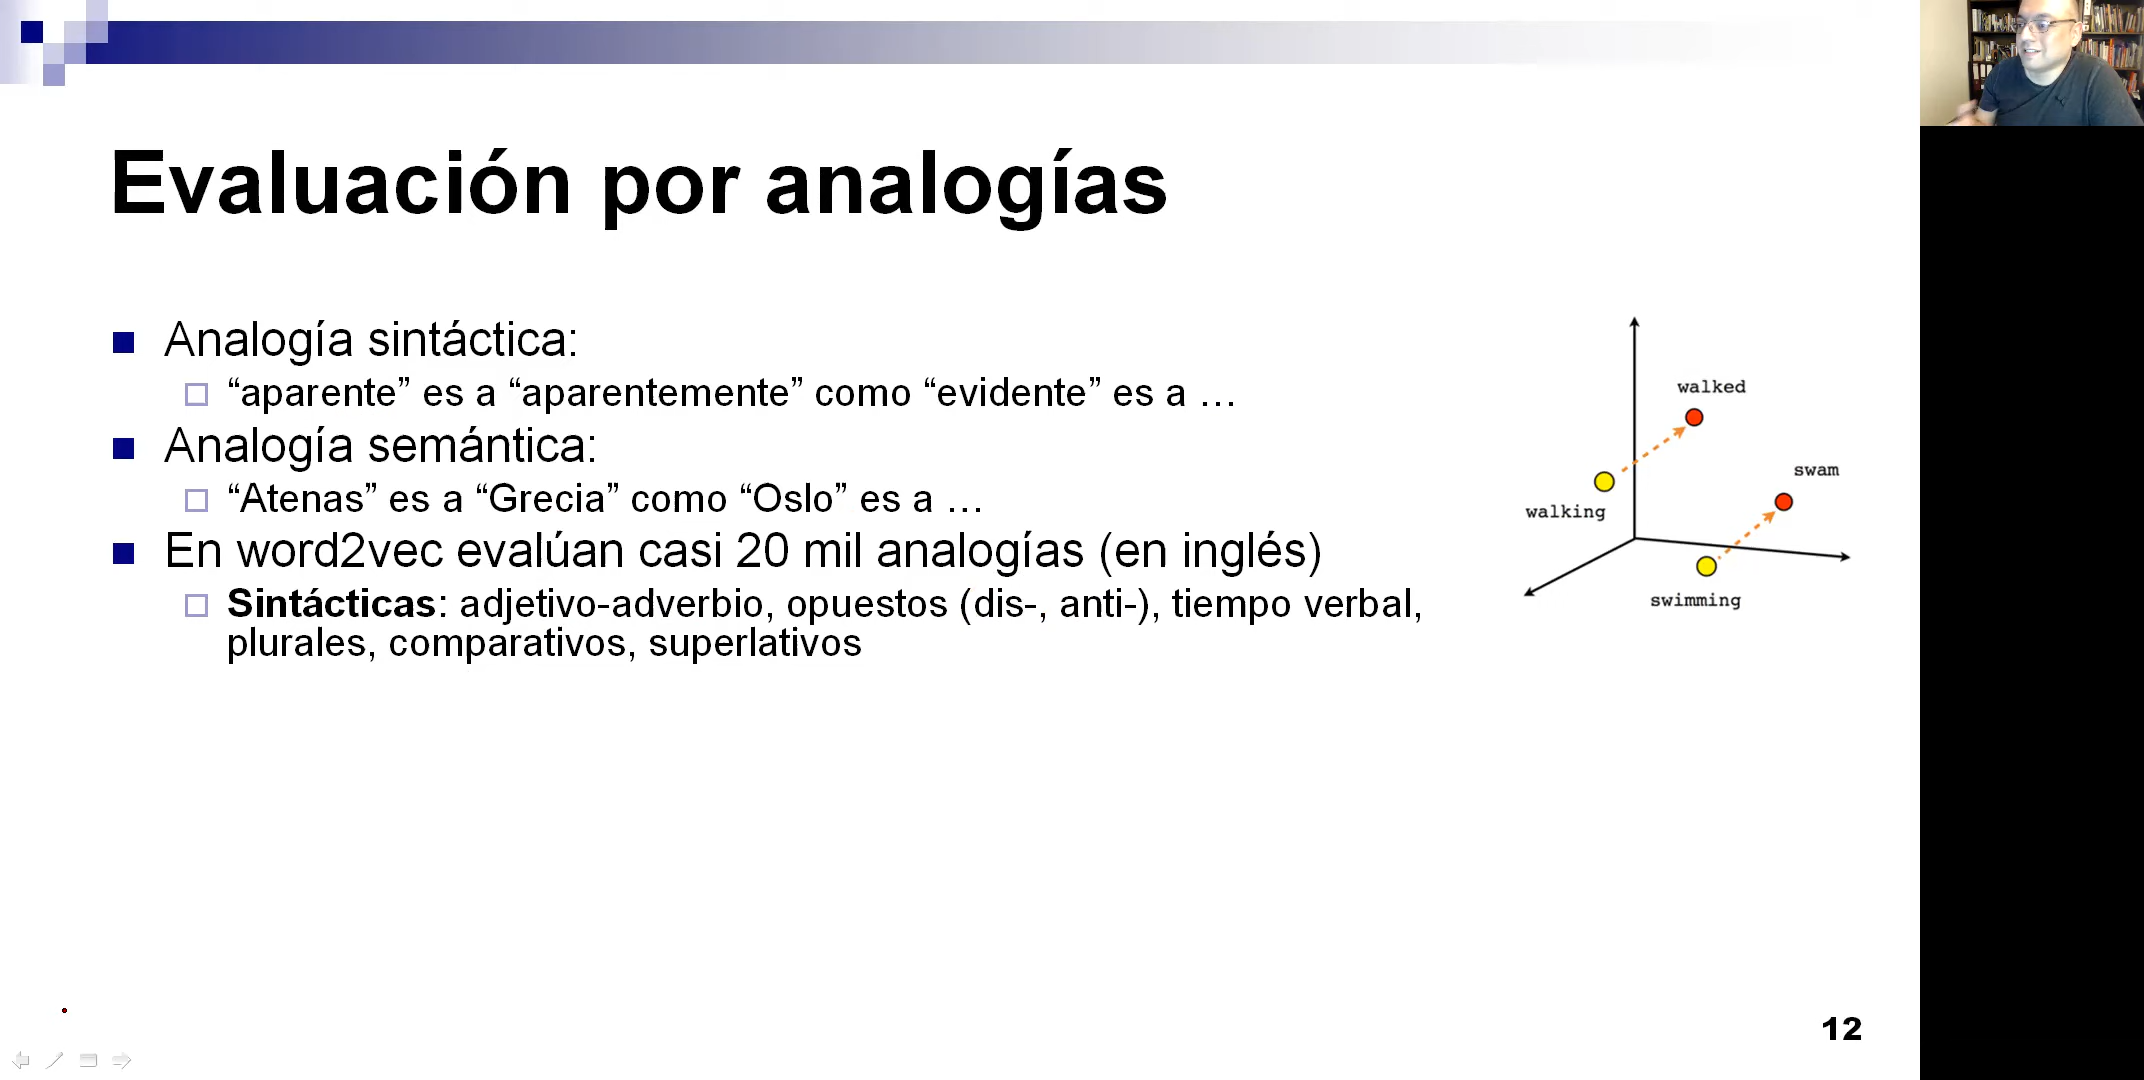 Evaluación por analogías
Analogía sintáctica:
“aparente” es a “aparentemente” como “evidente” es a …
Analogía semántica:
“Atenas” es a “Grecia” como “Oslo” es a …
En word2vec evalúan casi 20 mil analogías (en inglés)
Sintácticas: adjetivo-adverbio, opuestos (dis-, anti-), tiempo verbal,
plurales, comparativos, superlativos
walked
swam
walking
swimming
12